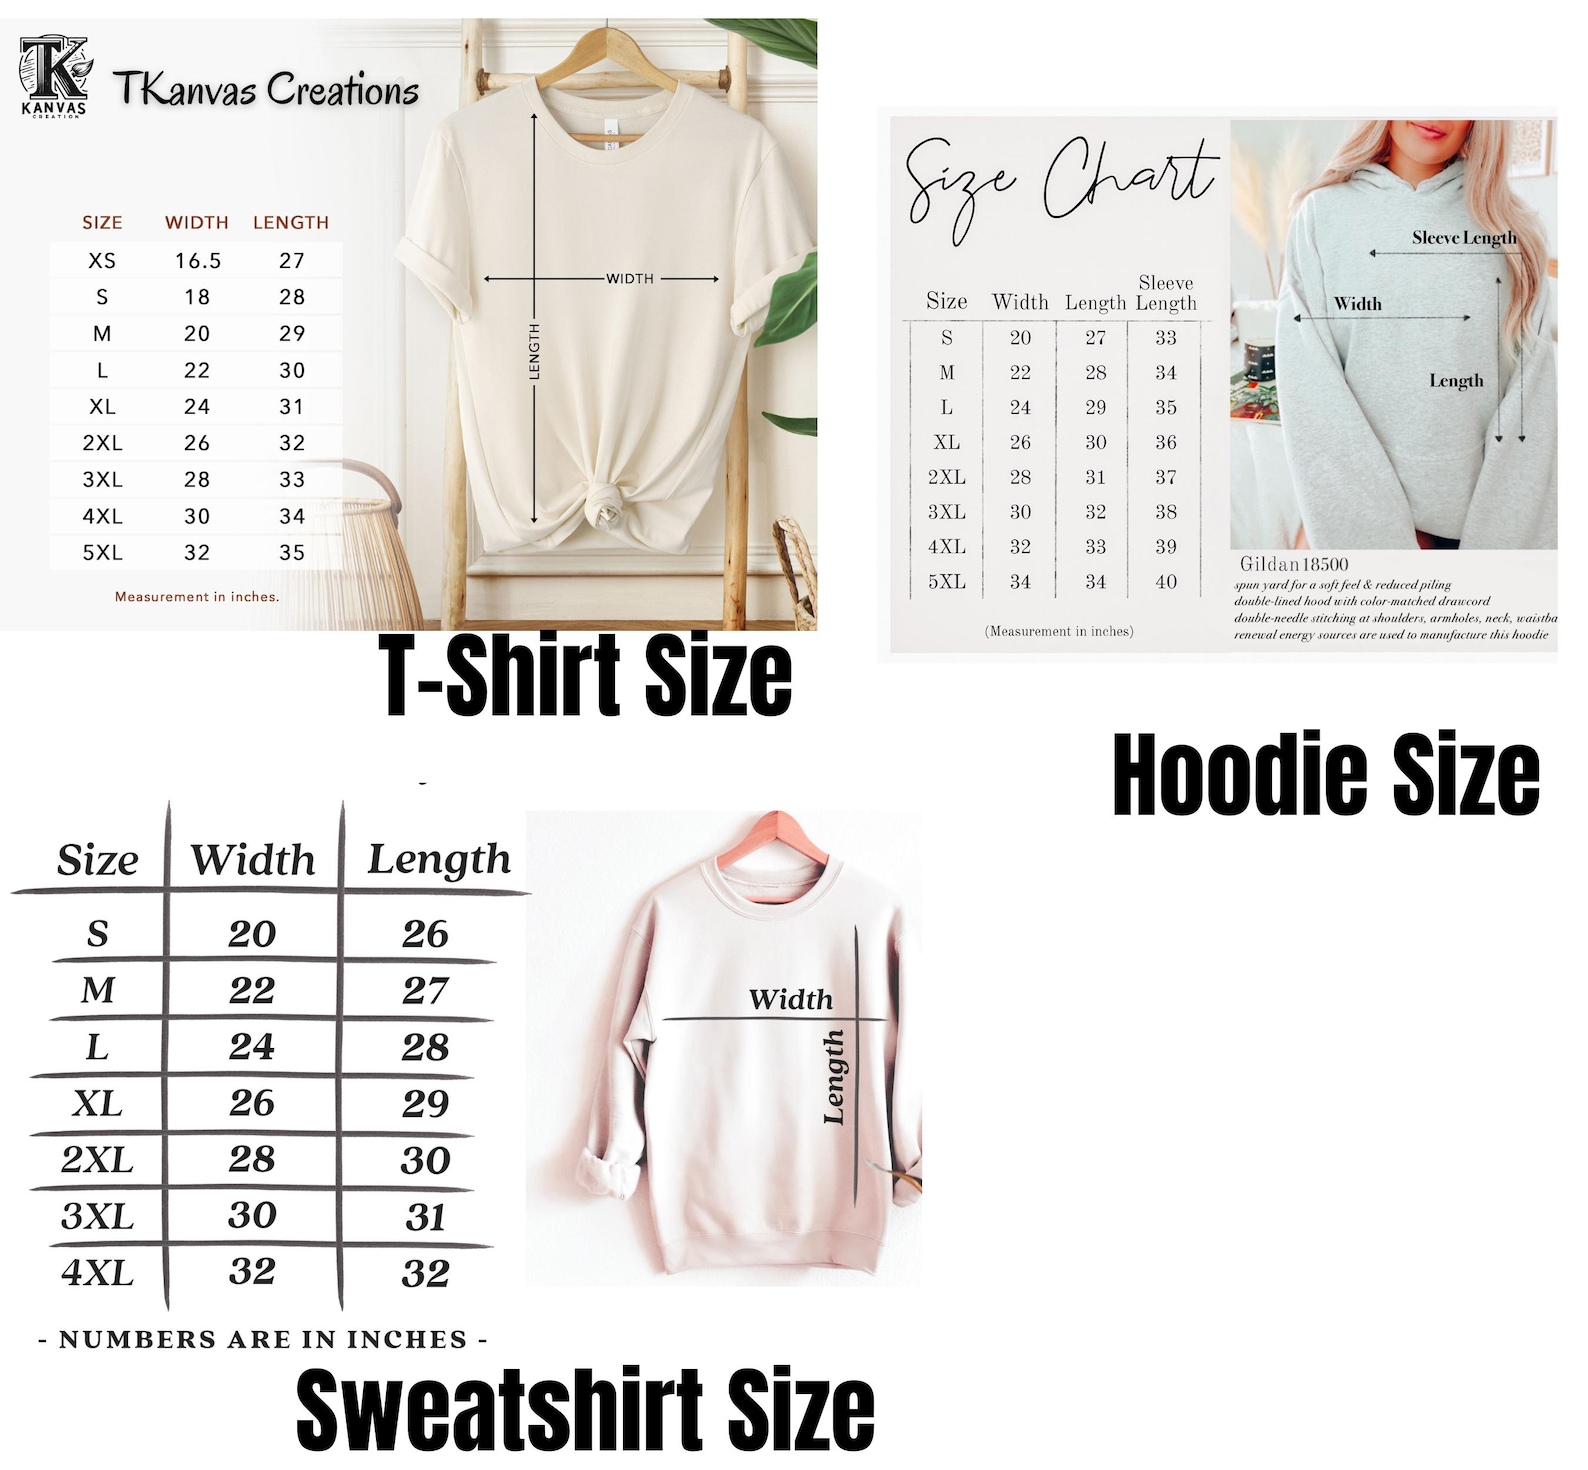 TK
KANVAS
CREATION
TKanvas Creations
SIZE WIDTH LENGTH
XS 16.5 27
S 18 28
M 20 29
L 22 30
XL 24 31
2XL 26 32
3XL 28 33
4XL 30 34
5XL 32 35
Measurement in inches.
WIDTH
LENGTH
T-Shirt Size
Size Chart
Size Width Length Sleeve Length
S 20 27 33
M 22 28 34
L 24 29 35
XL 26 30 36
2XL 28 31 37
3XL 30 32 38
4XL 32 33 39
5XL 34 34 40
(Measurement in inches)
Sleeve Length
Width
Length
Gildan 18500
spun yard for a soft feel & reduced piling
double-lined hood with color-matched drawcord
double-needle stitching at shoulders, armholes, neck, waistba
renewal energy sources are used to manufacture this hoodie
Hoodie Size
Size Width Length
S 20 26
M 22 27
L 24 28
XL 26 29
2XL 28 30
3XL 30 31
4XL 32 32
- NUMBERS ARE IN INCHES -
Width
Length
Sweatshirt Size